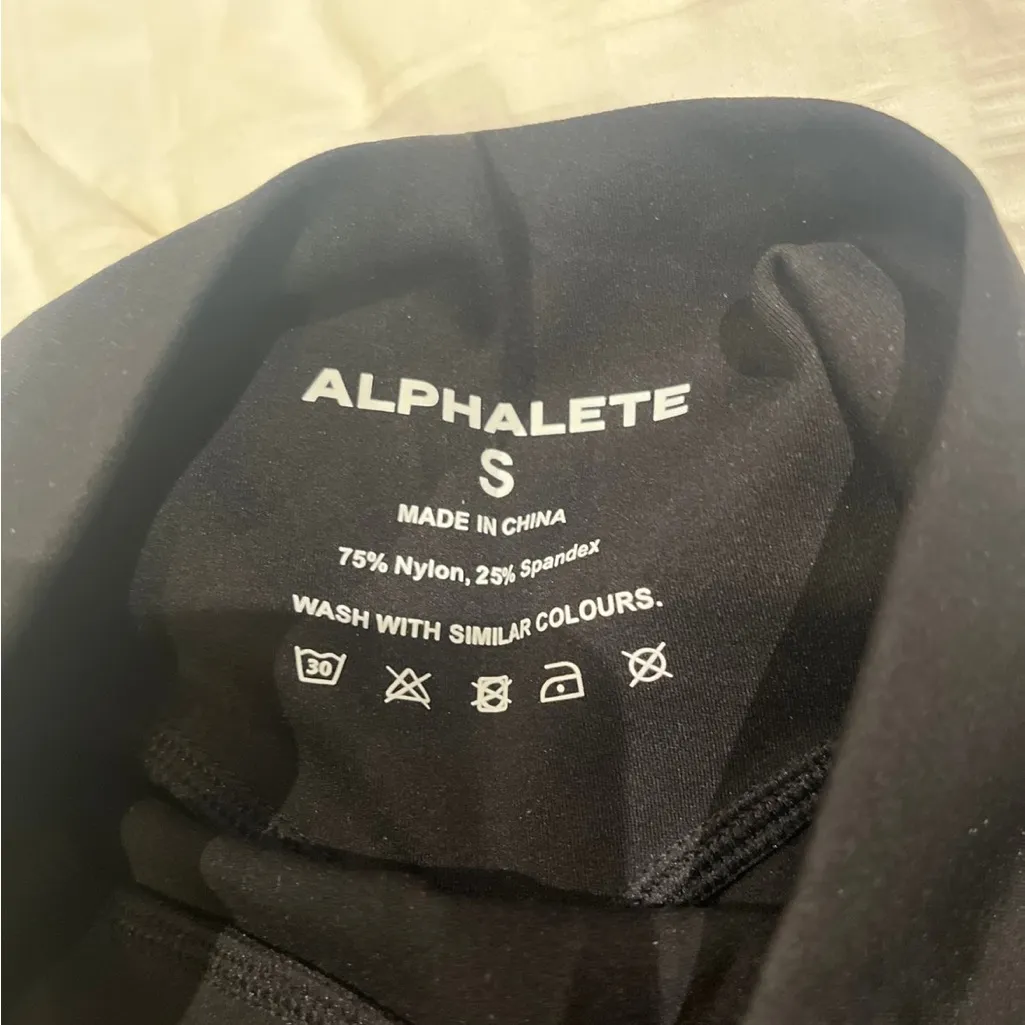 ALPHALETE
S
MADE IN CHINA
75% Nylon, 25% Spandex
WASH WITH SIMILAR COLOURS.
30